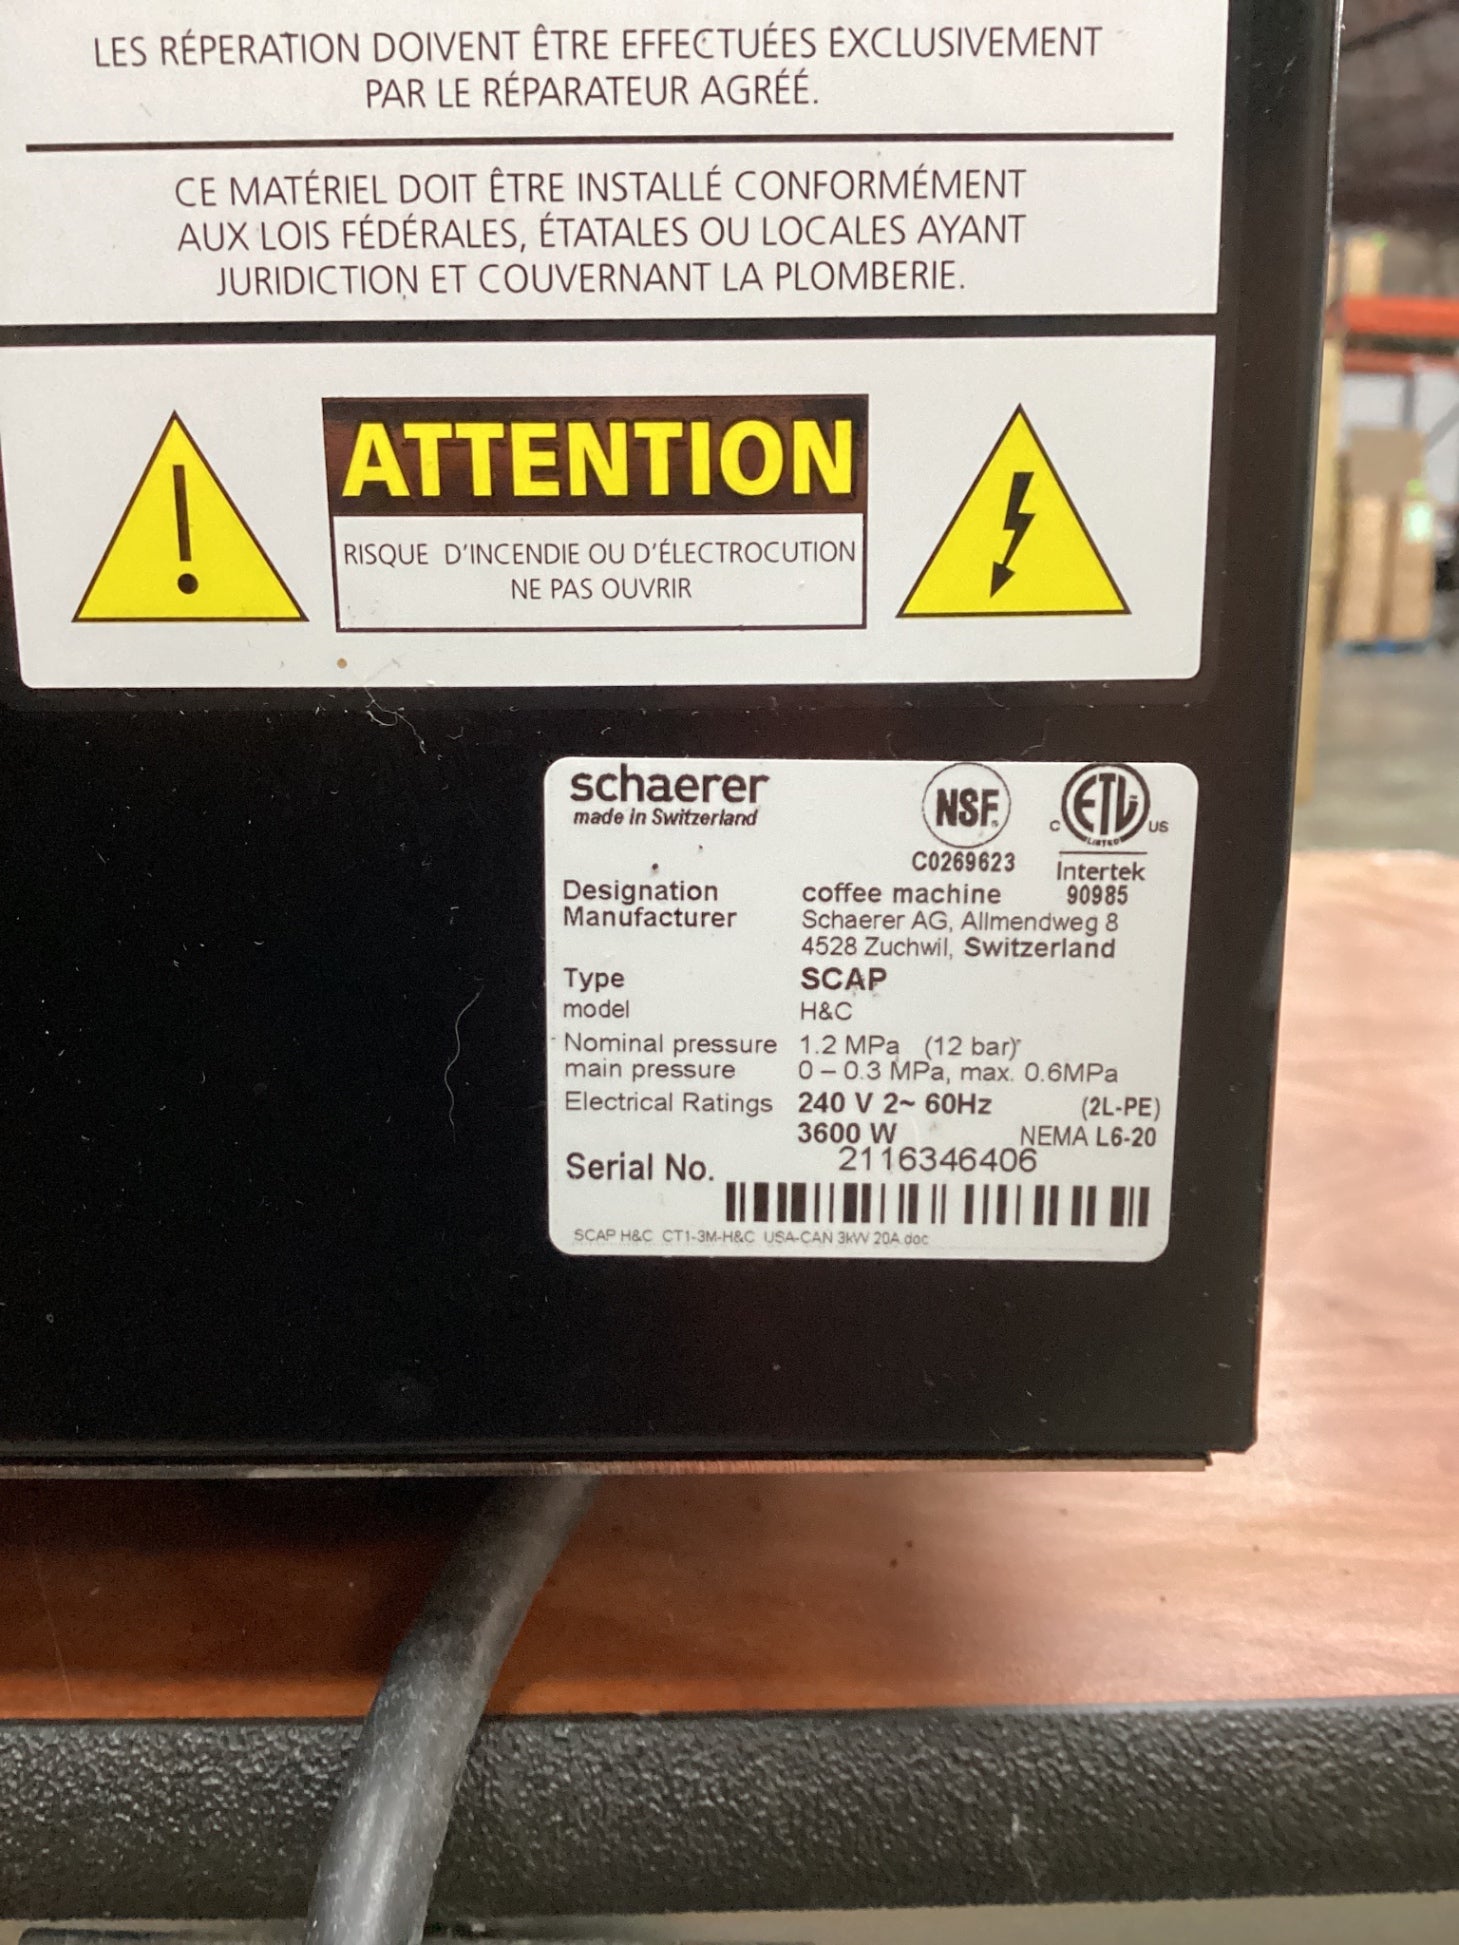 LES RÉPERATION DOIVENT ÊTRE EFFECTUÉES EXCLUSIVEMENT
PAR LE RÉPARATEUR AGRÉÉ.
CE MATÉRIEL DOIT ÊTRE INSTALLÉ CONFORMÉMENT
AUX LOIS FÉDÉRALES, ÉTATALES OU LOCALES AYANT
JURIDICTION ET COUVERNANT LA PLOMBERIE.
ATTENTION
RISQUE D'INCENDIE OU D'ÉLECTROCUTION
NE PAS OUVRIR
schaerer
made in Switzerland
NSF.
C0269623
C ETL US
LISTED
Intertek
90985
Designation coffee machine
Manufacturer Schaerer AG, Allmendweg 8
4528 Zuchwil, Switzerland
Type SCAP
model H&C
Nominal pressure 1.2 MPa (12 bar)
main pressure 0 – 0.3 MPa, max. 0.6MPa
Electrical Ratings 240 V 2~ 60Hz (2L-PE)
3600 W NEMA L6-20
Serial No. 2116346406
SCAP H&C CT1-3M-H&C USA-CAN 3kW 20A.doc